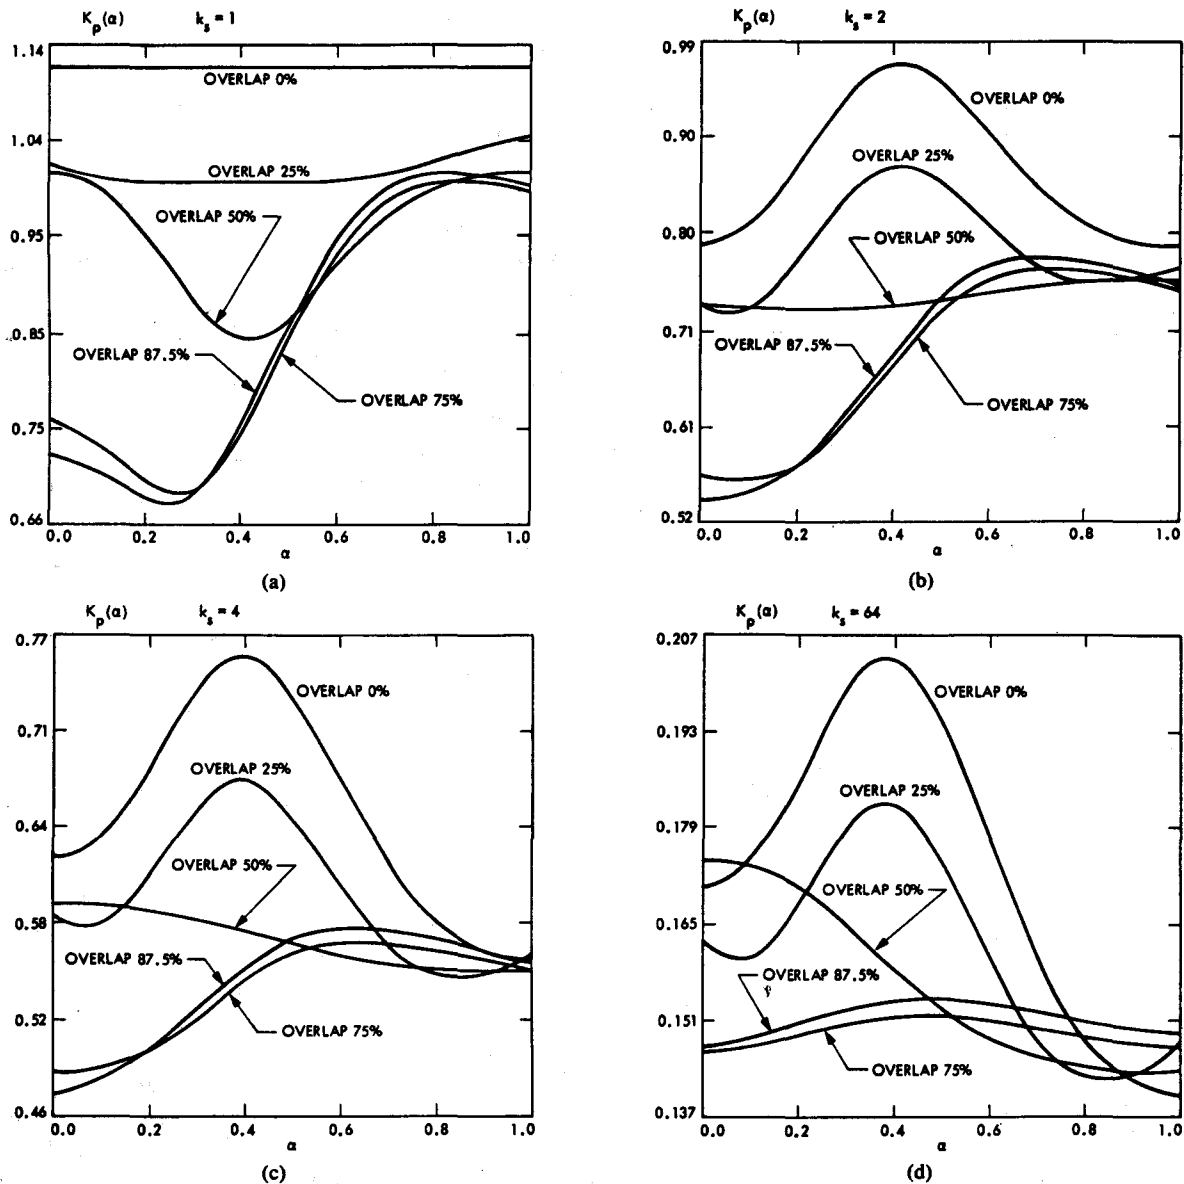 K_p(α) k_s = 1
1.14
1.04
0.95
0.85
0.75
0.66
OVERLAP 0%
OVERLAP 25%
OVERLAP 50%
OVERLAP 87.5%
OVERLAP 75%
0.0 0.2 0.4 0.6 0.8 1.0
α
(a)
K_p(α) k_s = 2
0.99
0.90
0.80
0.71
0.61
0.52
OVERLAP 0%
OVERLAP 25%
OVERLAP 50%
OVERLAP 87.5%
OVERLAP 75%
0.0 0.2 0.4 0.6 0.8 1.0
α
(b)
K_p(α) k_s = 4
0.77
0.71
0.64
0.58
0.52
0.46
OVERLAP 0%
OVERLAP 25%
OVERLAP 50%
OVERLAP 87.5%
OVERLAP 75%
0.0 0.2 0.4 0.6 0.8 1.0
α
(c)
K_p(α) k_s = 64
0.207
0.193
0.179
0.165
0.151
0.137
OVERLAP 0%
OVERLAP 25%
OVERLAP 50%
OVERLAP 87.5%
OVERLAP 75%
0.0 0.2 0.4 0.6 0.8 1.0
α
(d)